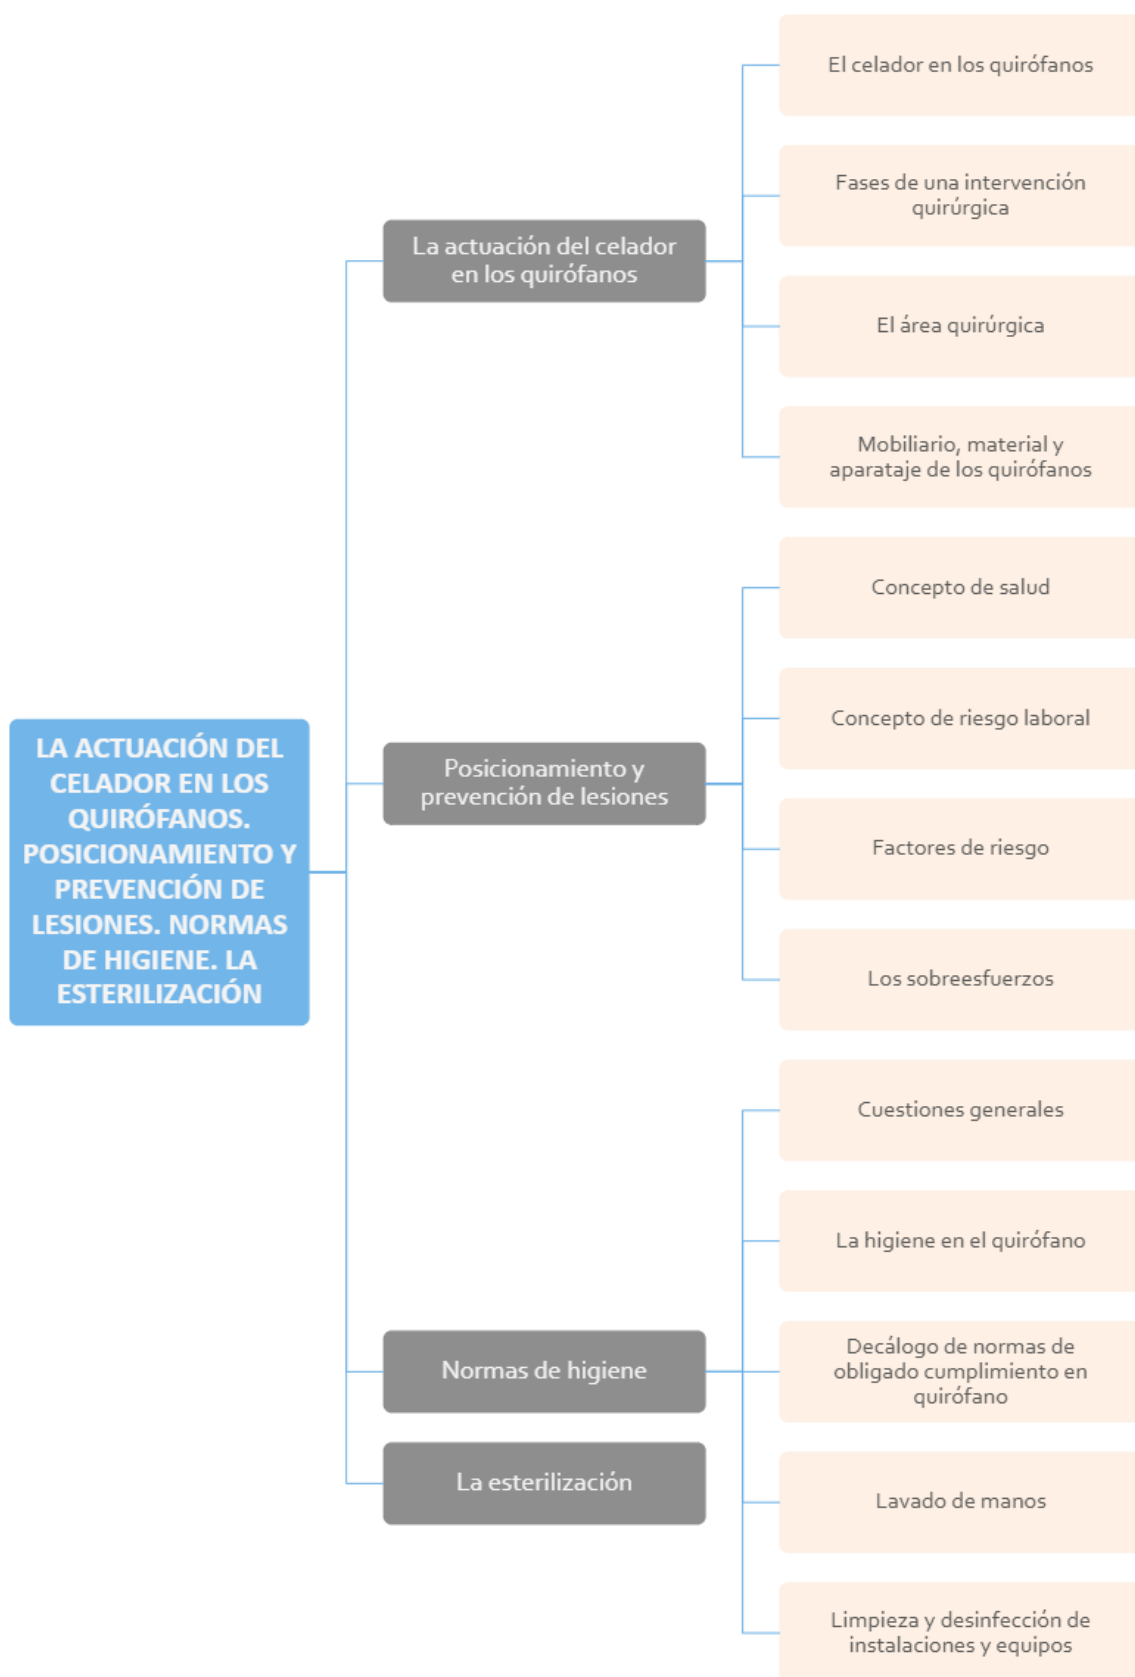 LA ACTUACIÓN DEL
CELADOR EN LOS
QUIRÓFANOS.
POSICIONAMIENTO Y
PREVENCIÓN DE
LESIONES. NORMAS
DE HIGIENE. LA
ESTERILIZACIÓN
La actuación del celador
en los quirófanos
El celador en los quirófanos
Fases de una intervención
quirúrgica
El área quirúrgica
Mobiliario, material y
aparataje de los quirófanos
Posicionamiento y
prevención de lesiones
Concepto de salud
Concepto de riesgo laboral
Factores de riesgo
Los sobreesfuerzos
Normas de higiene
Cuestiones generales
La higiene en el quirófano
Decálogo de normas de
obligado cumplimiento en
quirófano
Lavado de manos
Limpieza y desinfección de
instalaciones y equipos
La esterilización